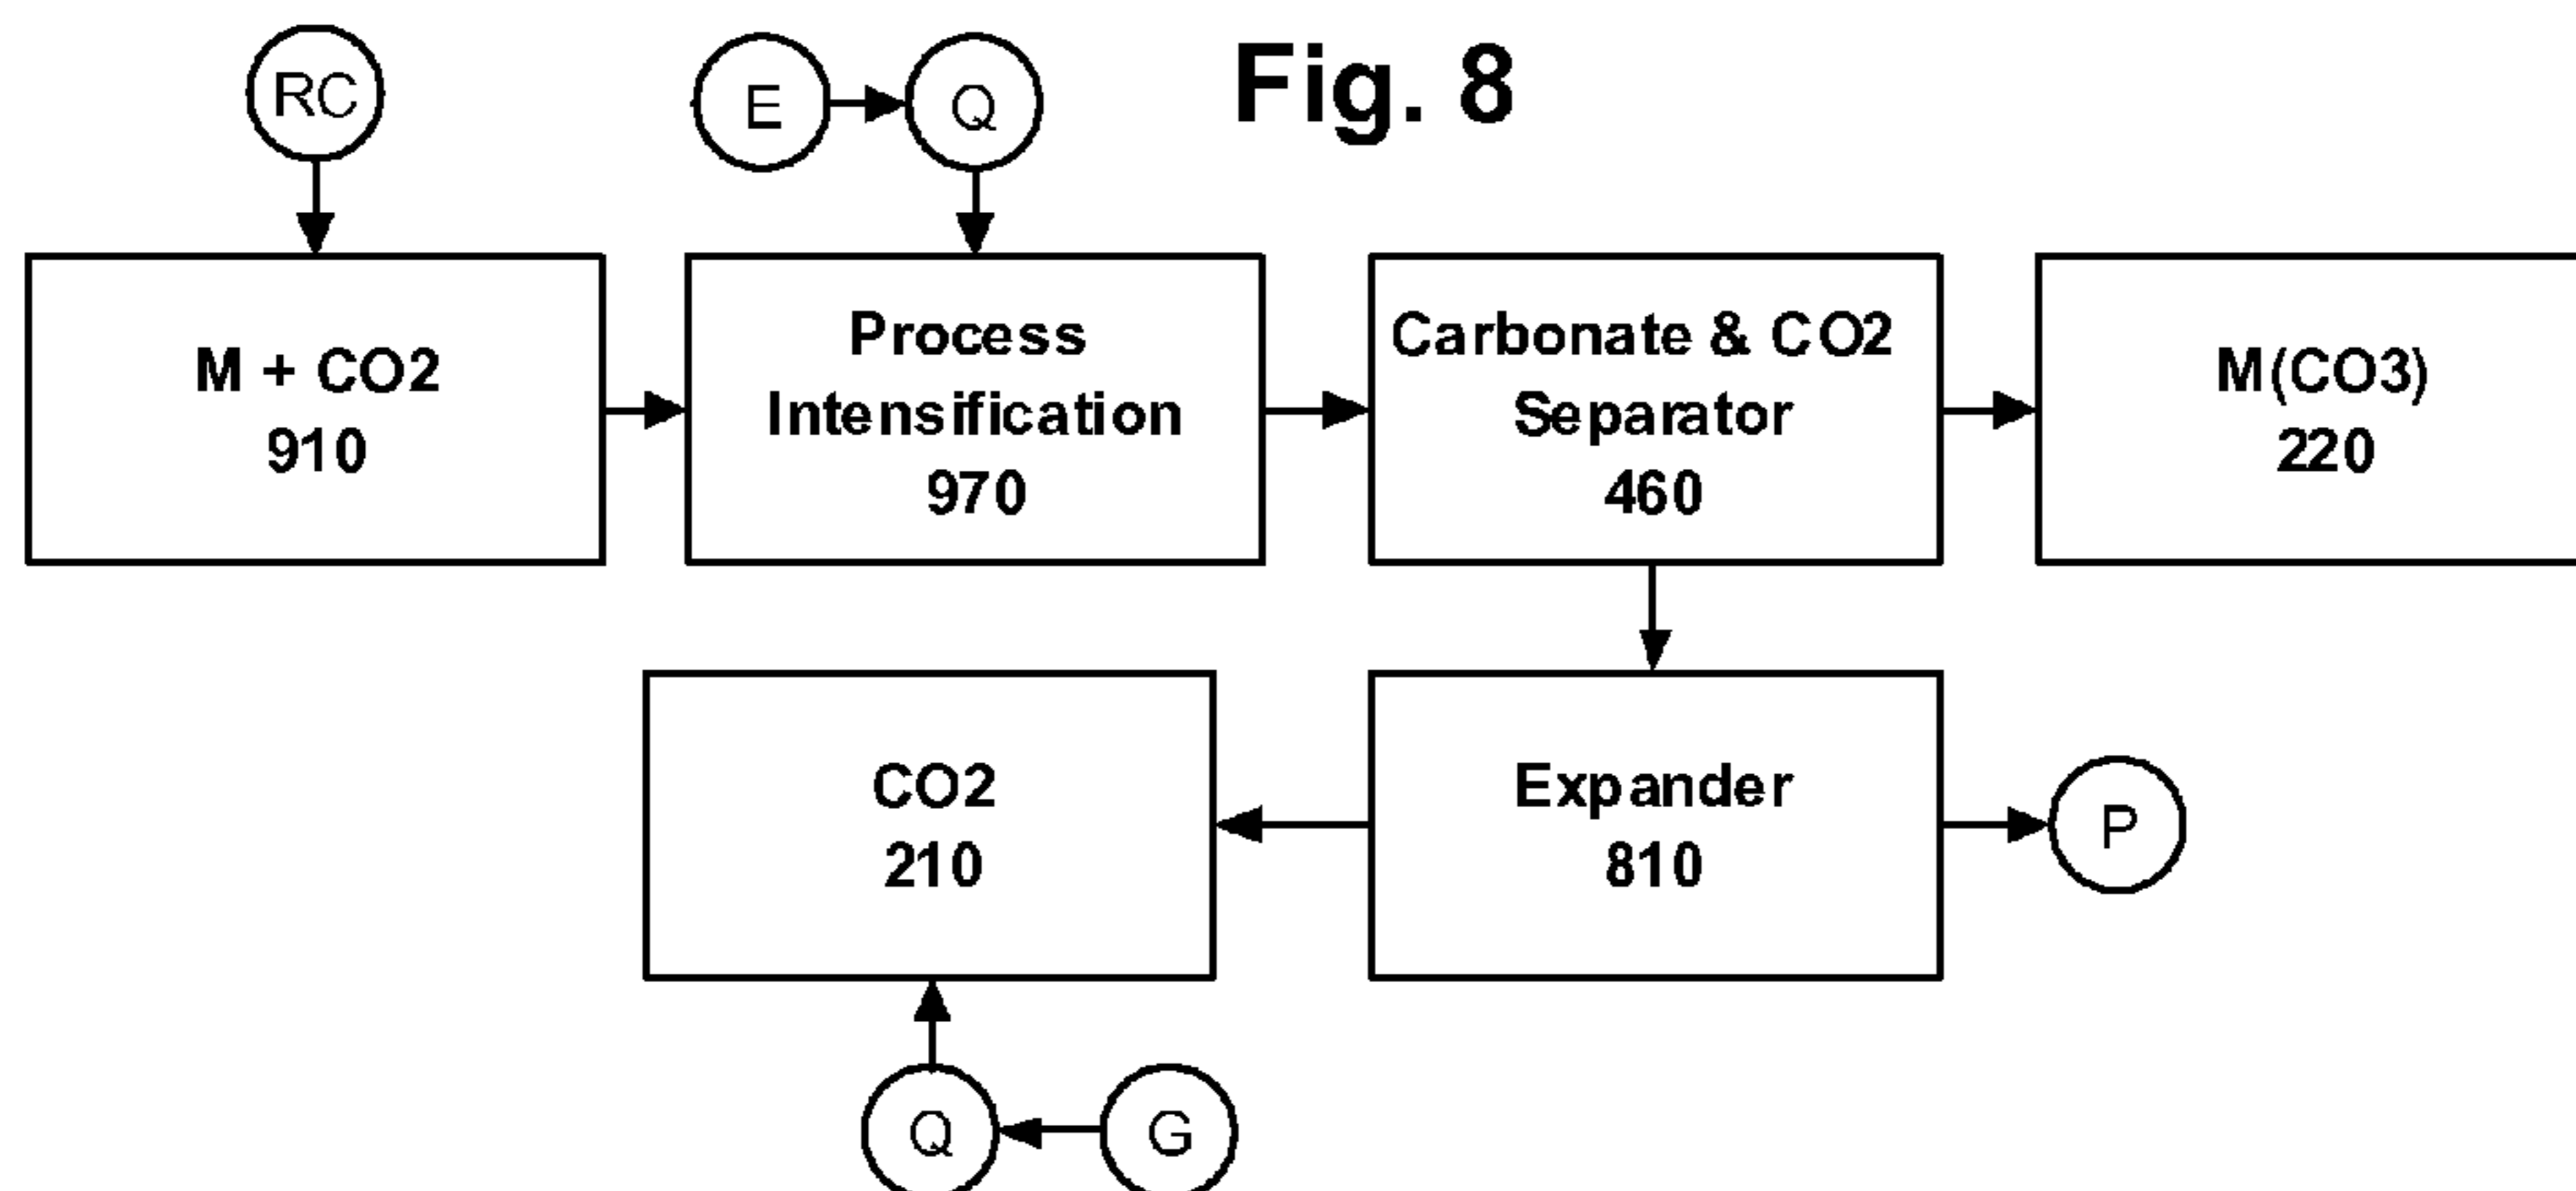 Fig. 8
RC
E
Q
M + CO2
910
Process
Intensification
970
Carbonate & CO2
Separator
460
M(CO3)
220
CO2
210
Expander
810
P
Q
G